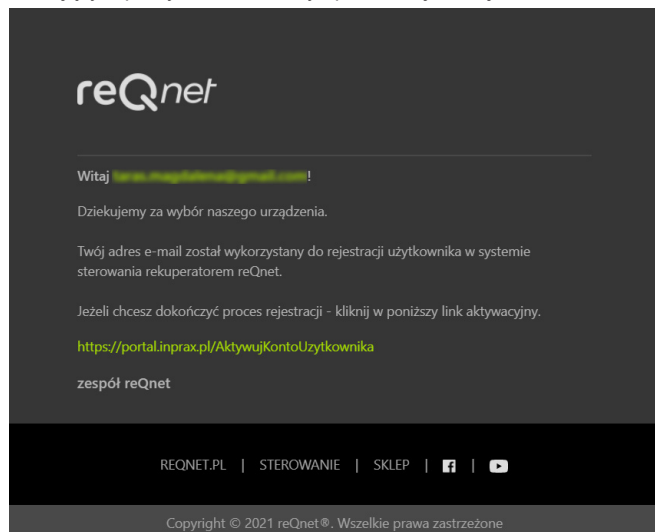 reQnet
Witaj !
Dziekujemy za wybór naszego urządzenia.
Twój adres e-mail został wykorzystany do rejestracji użytkownika w systemie
sterowania rekuperatorem reQnet.
Jeżeli chcesz dokończyć proces rejestracji - kliknij w poniższy link aktywacyjny.
https://portal.inprax.pl/AktywujKontoUzytkownika
zespół reQnet
REQNET.PL | STEROWANIE | SKLEP | |
Copyright © 2021 reQnet®. Wszelkie prawa zastrzeżone